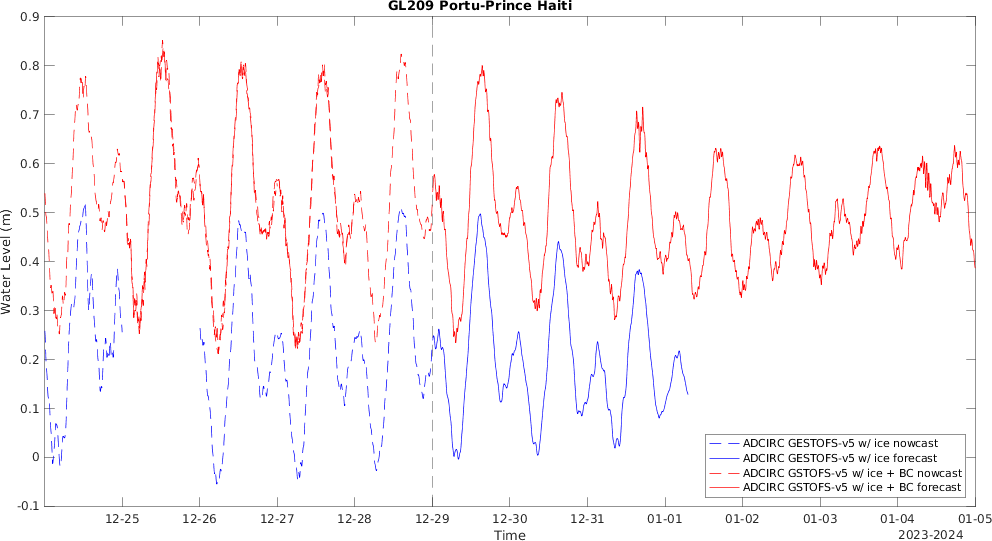 GL209 Portu-Prince Haiti
0.9
0.8
0.7
0.6
0.5
0.4
0.3
0.2
0.1
0
-0.1
Water Level (m)
ADCIRC GESTOFS-v5 w/ ice nowcast
ADCIRC GESTOFS-v5 w/ ice forecast
ADCIRC GSTOFS-v5 w/ ice + BC nowcast
ADCIRC GSTOFS-v5 w/ ice + BC forecast
12-25 12-26 12-27 12-28 12-29 12-30 12-31 01-01 01-02 01-03 01-04 01-05
Time
2023-2024